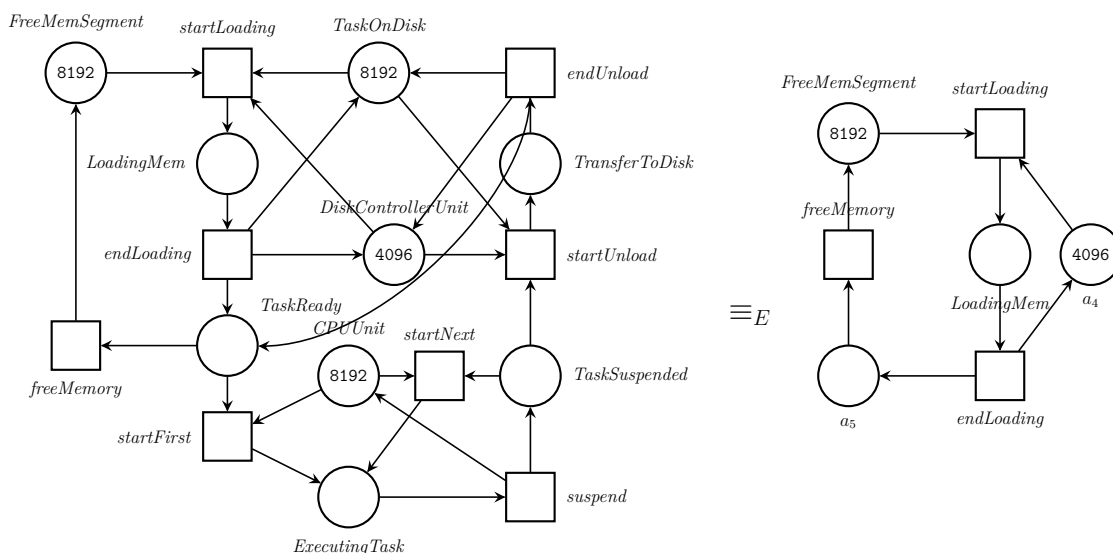 FreeMemSegment
startLoading
TaskOnDisk
8192
8192
endUnload
LoadingMem
TransferToDisk
DiskControllerUnit
endLoading
4096
startUnload
TaskReady
CPUUnit
startNext
freeMemory
8192
TaskSuspended
startFirst
suspend
ExecutingTask
≡E
FreeMemSegment
startLoading
8192
freeMemory
4096
LoadingMem
a4
a5
endLoading